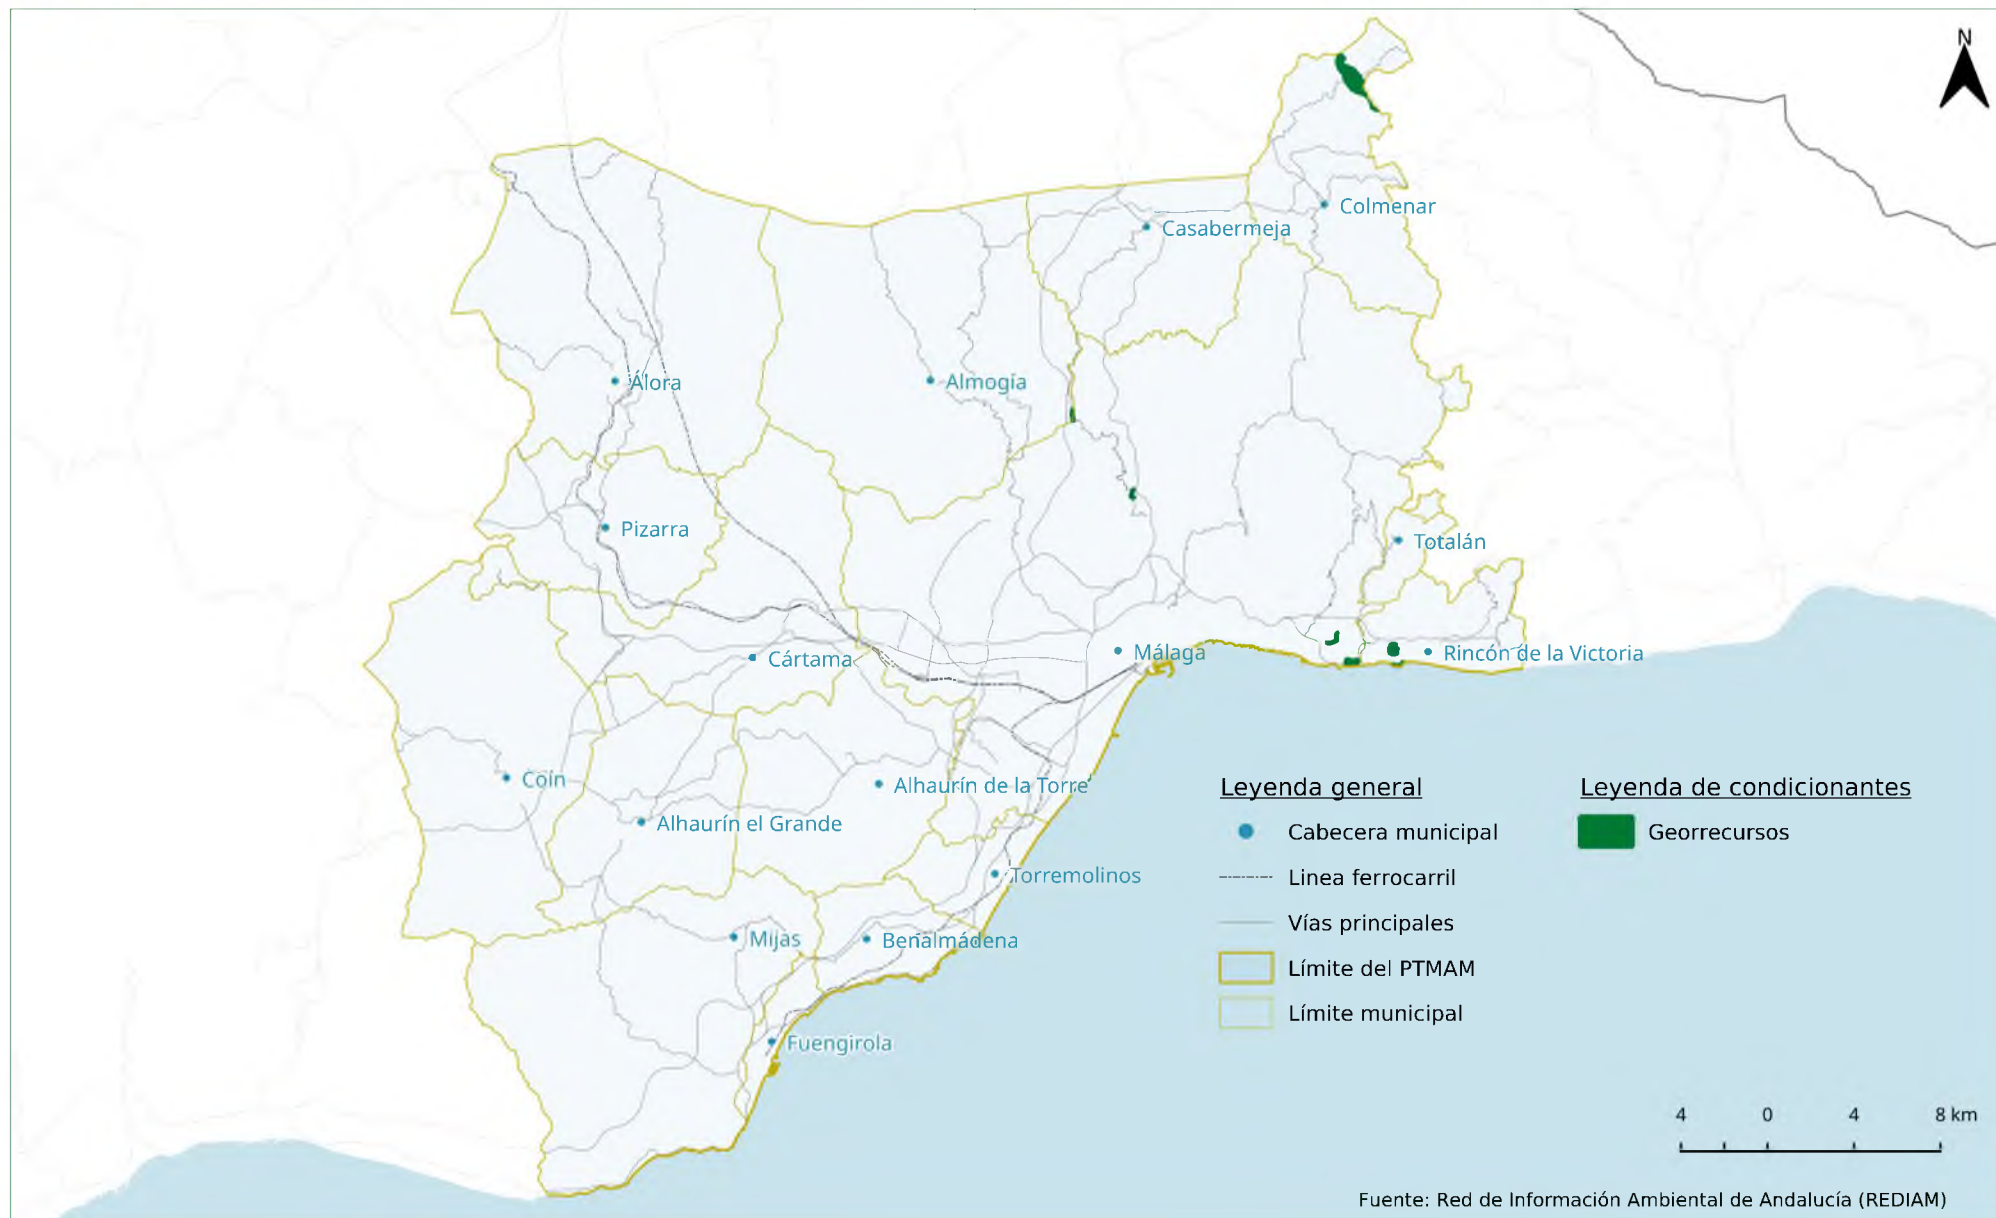 N
Colmenar
Casabermeja
Álora
Almogía
Pizarra
Totalán
Málaga
Rincón de la Victoria
Cártama
Coín
Alhaurín de la Torre
Alhaurín el Grande
Torremolinos
Mijas
Benalmádena
Fuengirola
Leyenda general
Cabecera municipal
Linea ferrocarril
Vías principales
Límite del PTMAM
Límite municipal
Leyenda de condicionantes
Georrecursos
4 0 4 8 km
Fuente: Red de Información Ambiental de Andalucía (REDIAM)